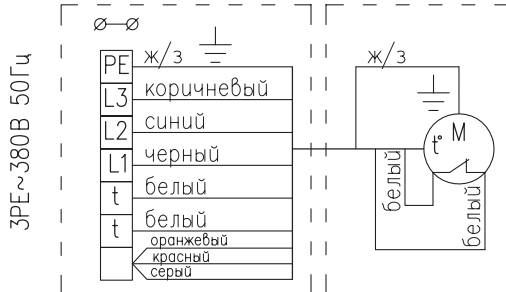 3PE~380В 50Гц
PE
ж/з
L3
коричневый
L2
синий
L1
черный
t
белый
t
белый
оранжевый
красный
серый
ж/з
t°
M
белый
белый